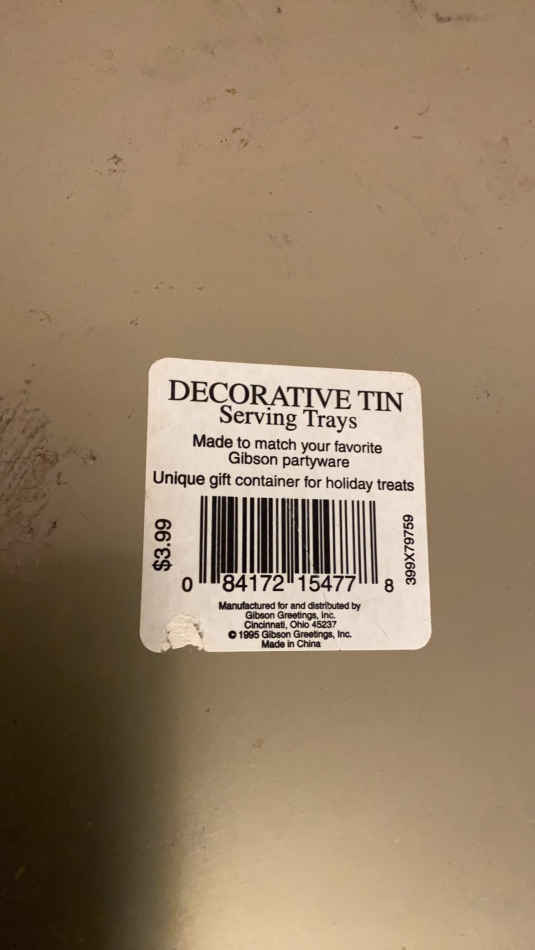 DECORATIVE TIN
Serving Trays
Made to match your favorite
Gibson partyware
Unique gift container for holiday treats
$3.99
0 84172 15477 8
399X79759
Manufactured for and distributed by
Gibson Greetings, Inc.
Cincinnati, Ohio 45237
© 1995 Gibson Greetings, Inc.
Made in China